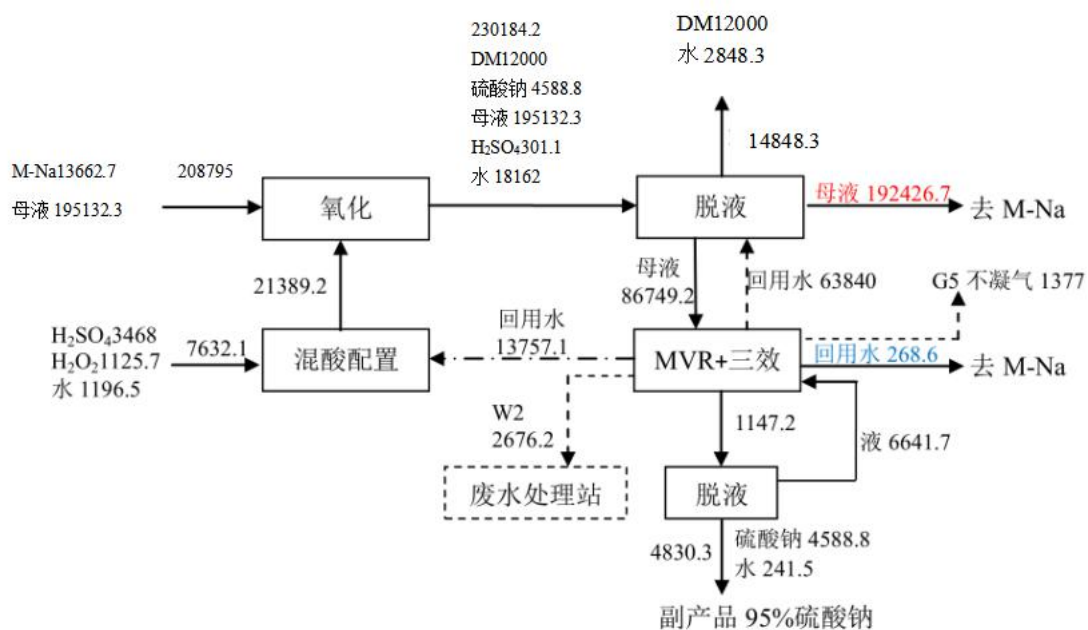 230184.2
DM12000
硫酸钠 4588.8
母液 195132.3
H₂SO₄301.1
水 18162
DM12000
水 2848.3
14848.3
M-Na13662.7
母液 195132.3
208795
氧化
脱液
母液 192426.7
去 M-Na
21389.2
母液
86749.2
回用水 63840
G5 不凝气 1377
H₂SO₄3468
H₂O₂1125.7
水 1196.5
7632.1
混酸配置
回用水
13757.1
MVR+三效
回用水 268.6
去 M-Na
W2
2676.2
1147.2
液 6641.7
废水处理站
脱液
4830.3
硫酸钠 4588.8
水 241.5
副产品 95%硫酸钠